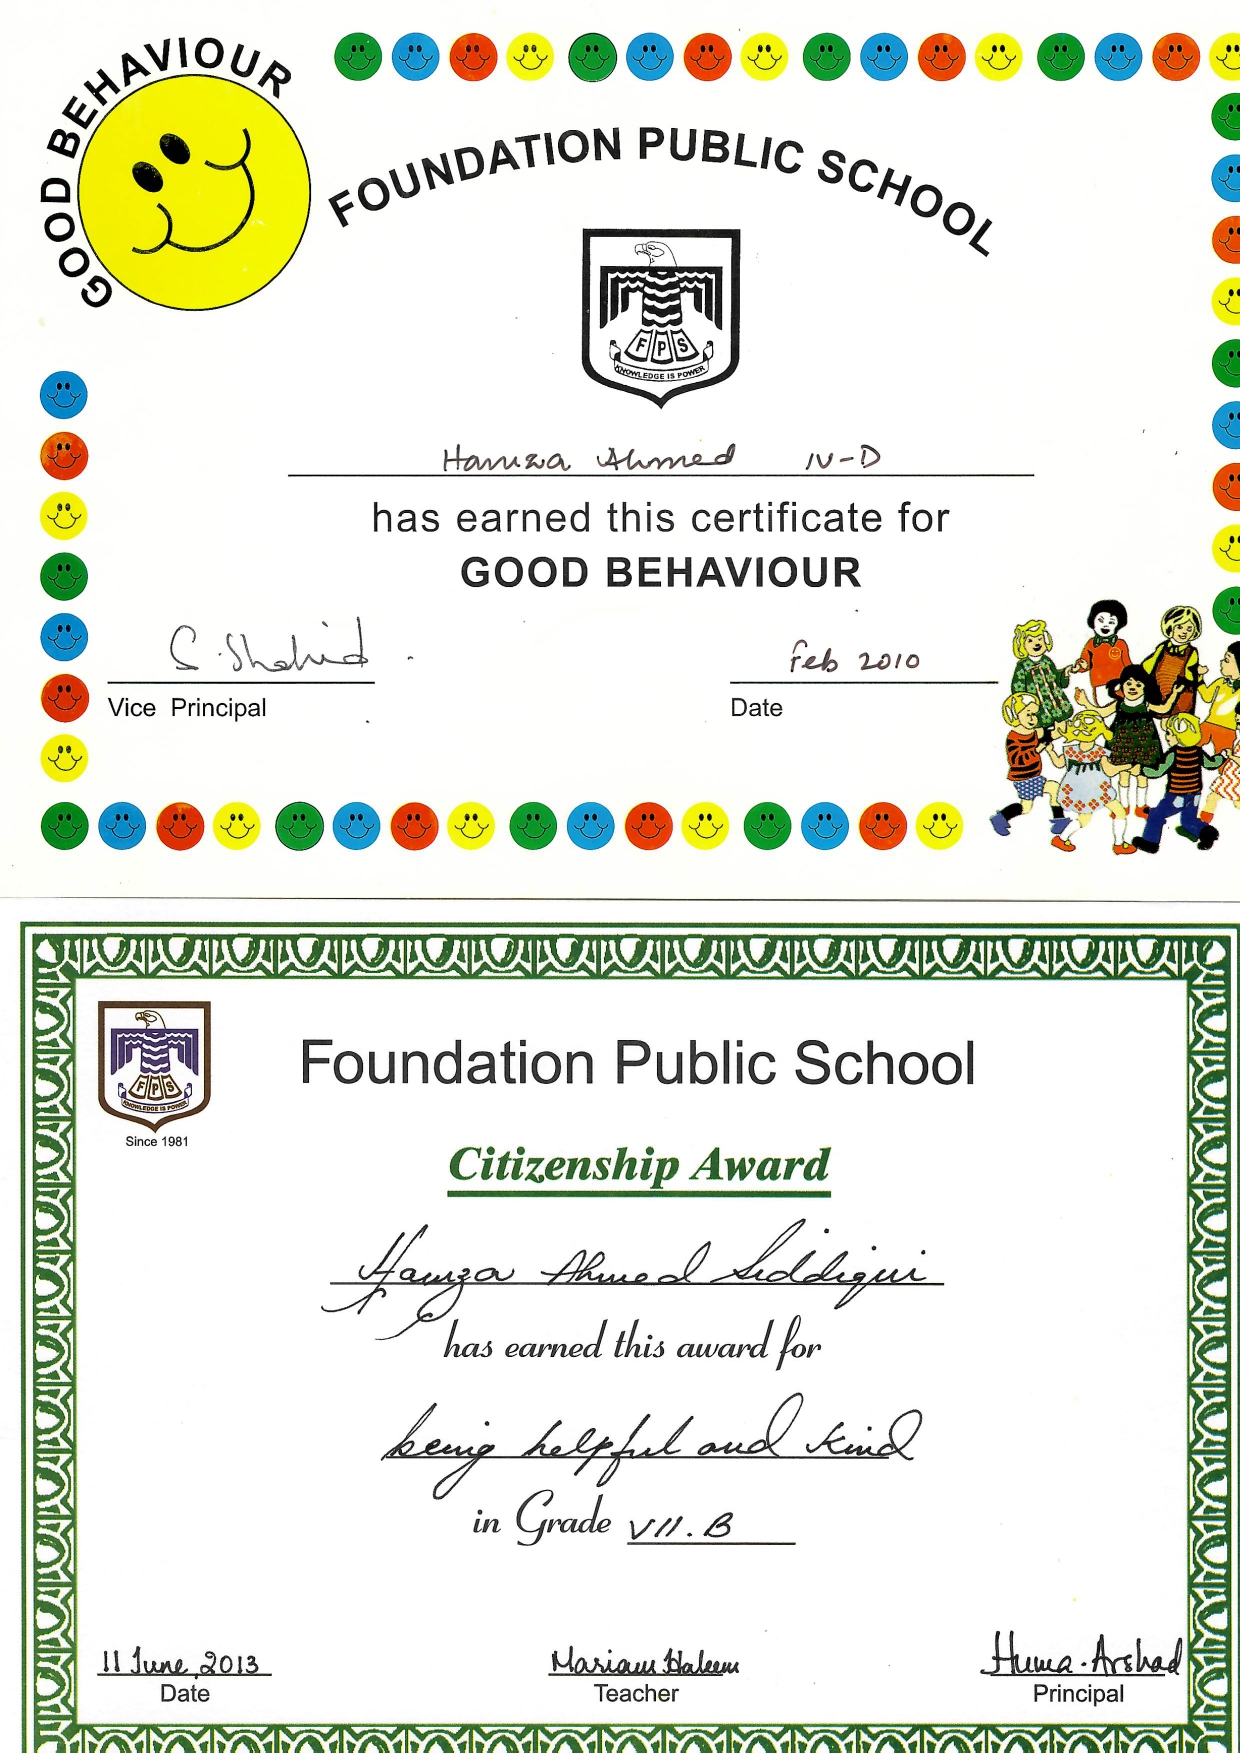 GOOD BEHAVIOUR
FOUNDATION PUBLIC SCHOOL
FPS
KNOWLEDGE IS POWER
Hamza Ahmed IV-D
has earned this certificate for
GOOD BEHAVIOUR
S. Shahid
Feb 2010
Vice Principal
Date
FPS
KNOWLEDGE IS POWER
Since 1981
Foundation Public School
Citizenship Award
Hamza Ahmed Siddiqui
has earned this award for
being helpful and kind
in Grade VII.B
11 June, 2013
Mariam Haleem
Huma Arshad
Date
Teacher
Principal